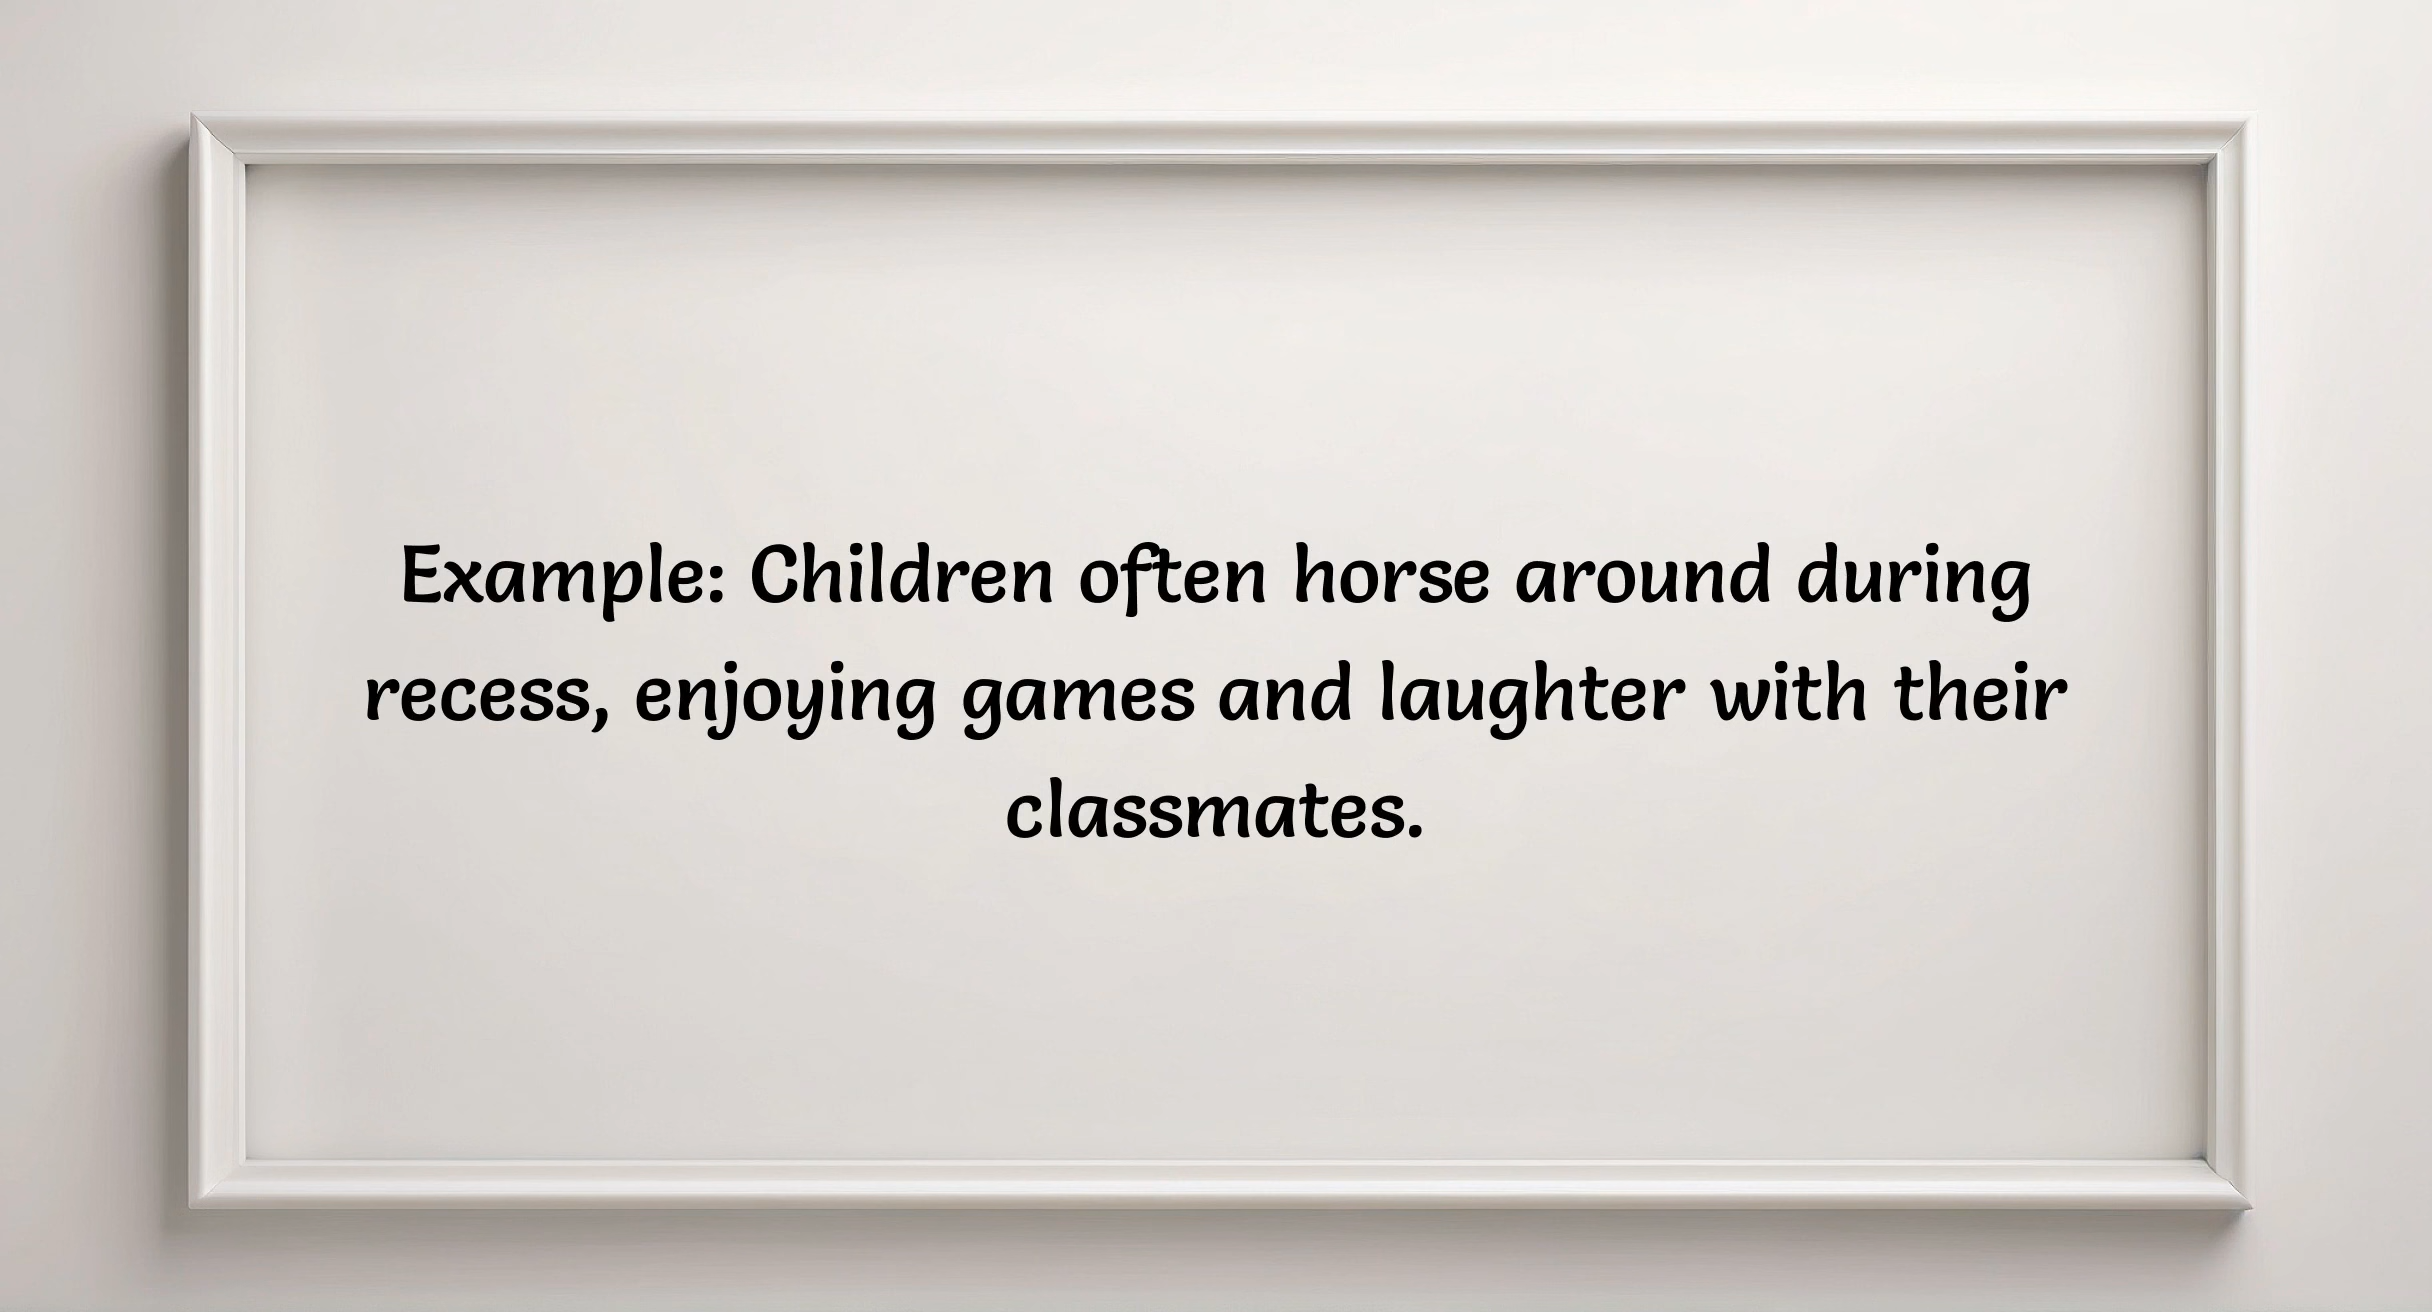 Example: Children often horse around during
recess, enjoying games and laughter with their
classmates.